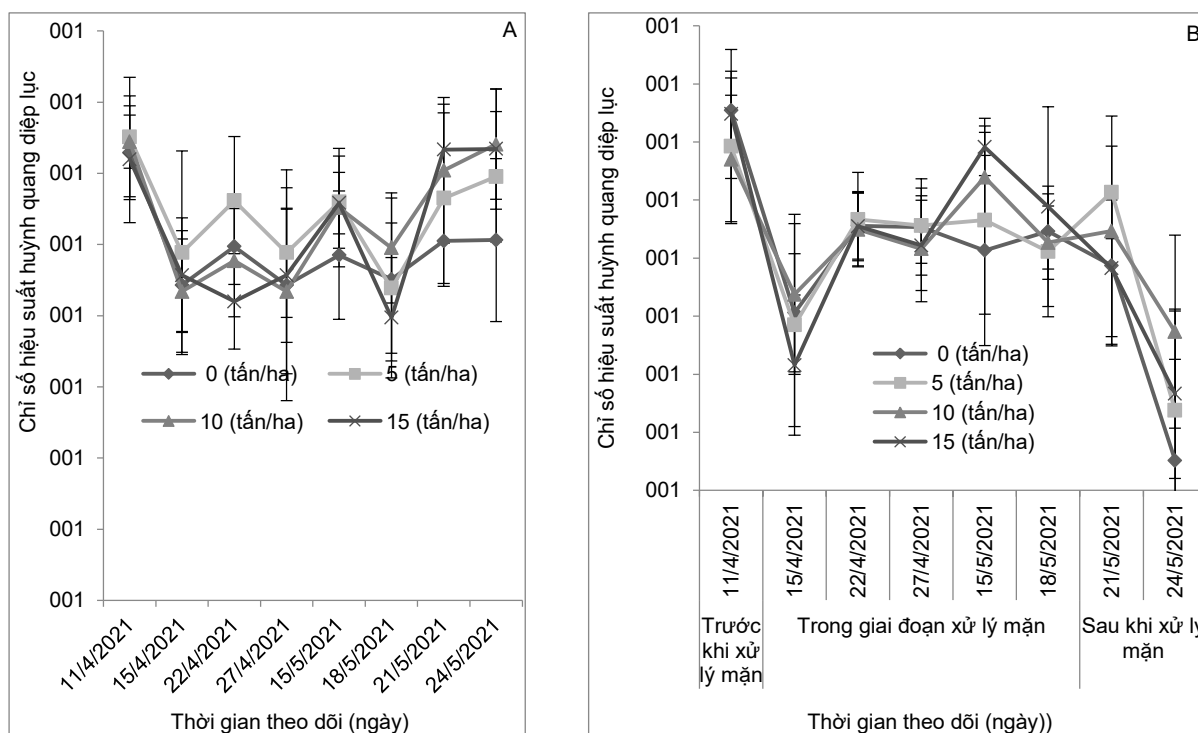 A
Chỉ số hiệu suất huỳnh quang diệp lục
001
001
001
001
001
001
001
001
001
0 (tấn/ha)
5 (tấn/ha)
10 (tấn/ha)
15 (tấn/ha)
11/4/2021
15/4/2021
22/4/2021
27/4/2021
15/5/2021
18/5/2021
21/5/2021
24/5/2021
Thời gian theo dõi (ngày)
B
Chỉ số hiệu suất huỳnh quang diệp lục
001
001
001
001
001
001
001
001
001
0 (tấn/ha)
5 (tấn/ha)
10 (tấn/ha)
15 (tấn/ha)
11/4/2021
15/4/2021
22/4/2021
27/4/2021
15/5/2021
18/5/2021
21/5/2021
24/5/2021
Trước
khi xử
lý mặn
Trong giai đoạn xử lý mặn
Sau khi xử lý
mặn
Thời gian theo dõi (ngày))